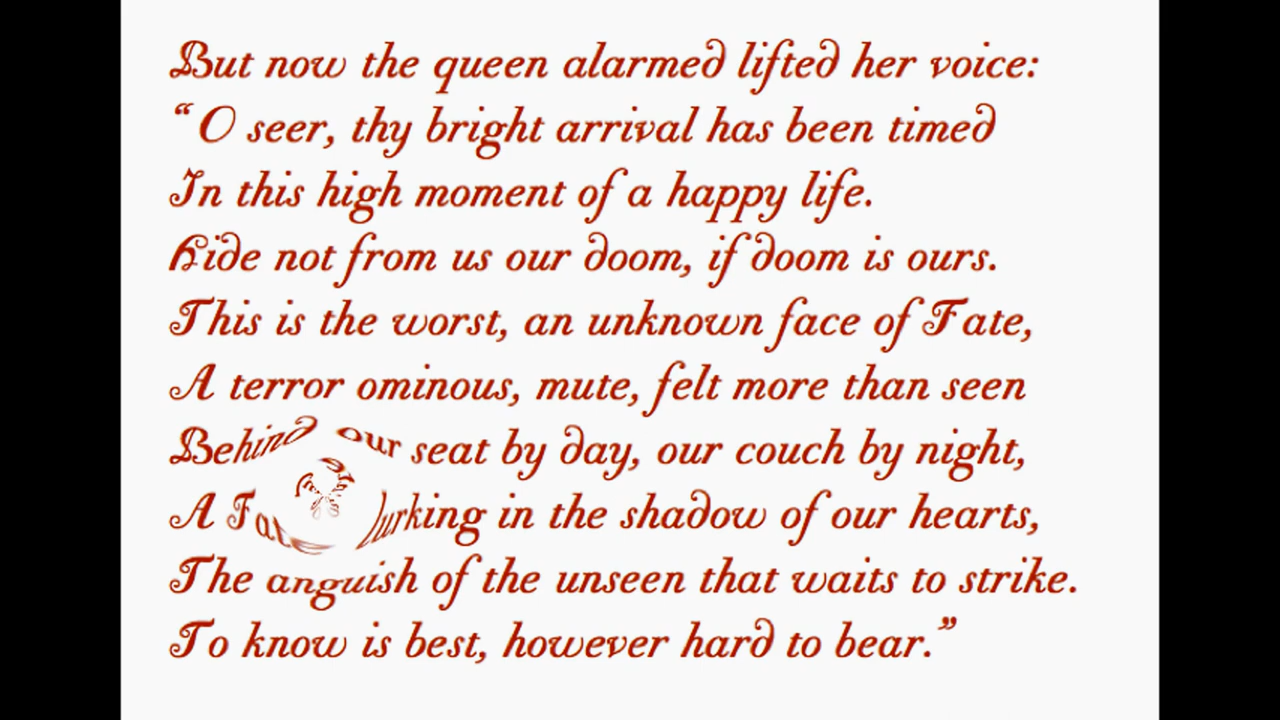 But now the queen alarmed lifted her voice:
“O seer, thy bright arrival has been timed
In this high moment of a happy life.
Hide not from us our doom, if doom is ours.
This is the worst, an unknown face of Fate,
A terror ominous, mute, felt more than seen
Behind our seat by day, our couch by night,
A Fate lurking in the shadow of our hearts,
The anguish of the unseen that waits to strike.
To know is best, however hard to bear.”